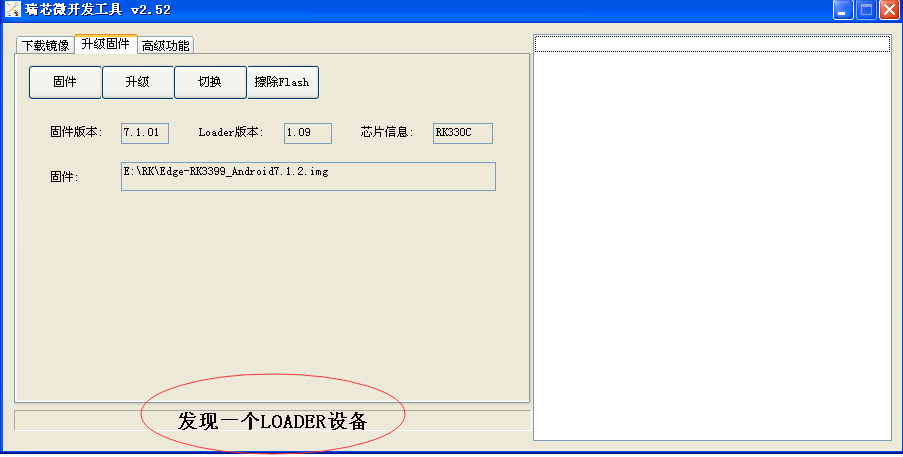 瑞芯微开发工具 v2.52
下载镜像 升级固件 高级功能
固件 升级 切换 擦除Flash
固件版本: 7.1.01 Loader版本: 1.09 芯片信息: RK330C
固件: E:\RK\Edge-RK3399_Android7.1.2.img
发现一个LOADER设备